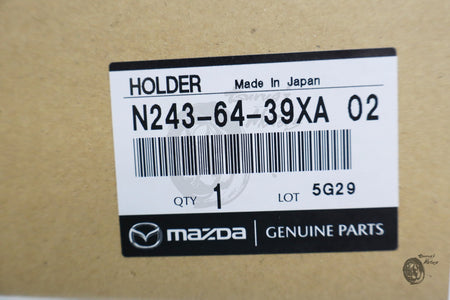 HOLDER Made In Japan
N243-64-39XA 02
QTY 1 LOT 5G29
mazda GENUINE PARTS